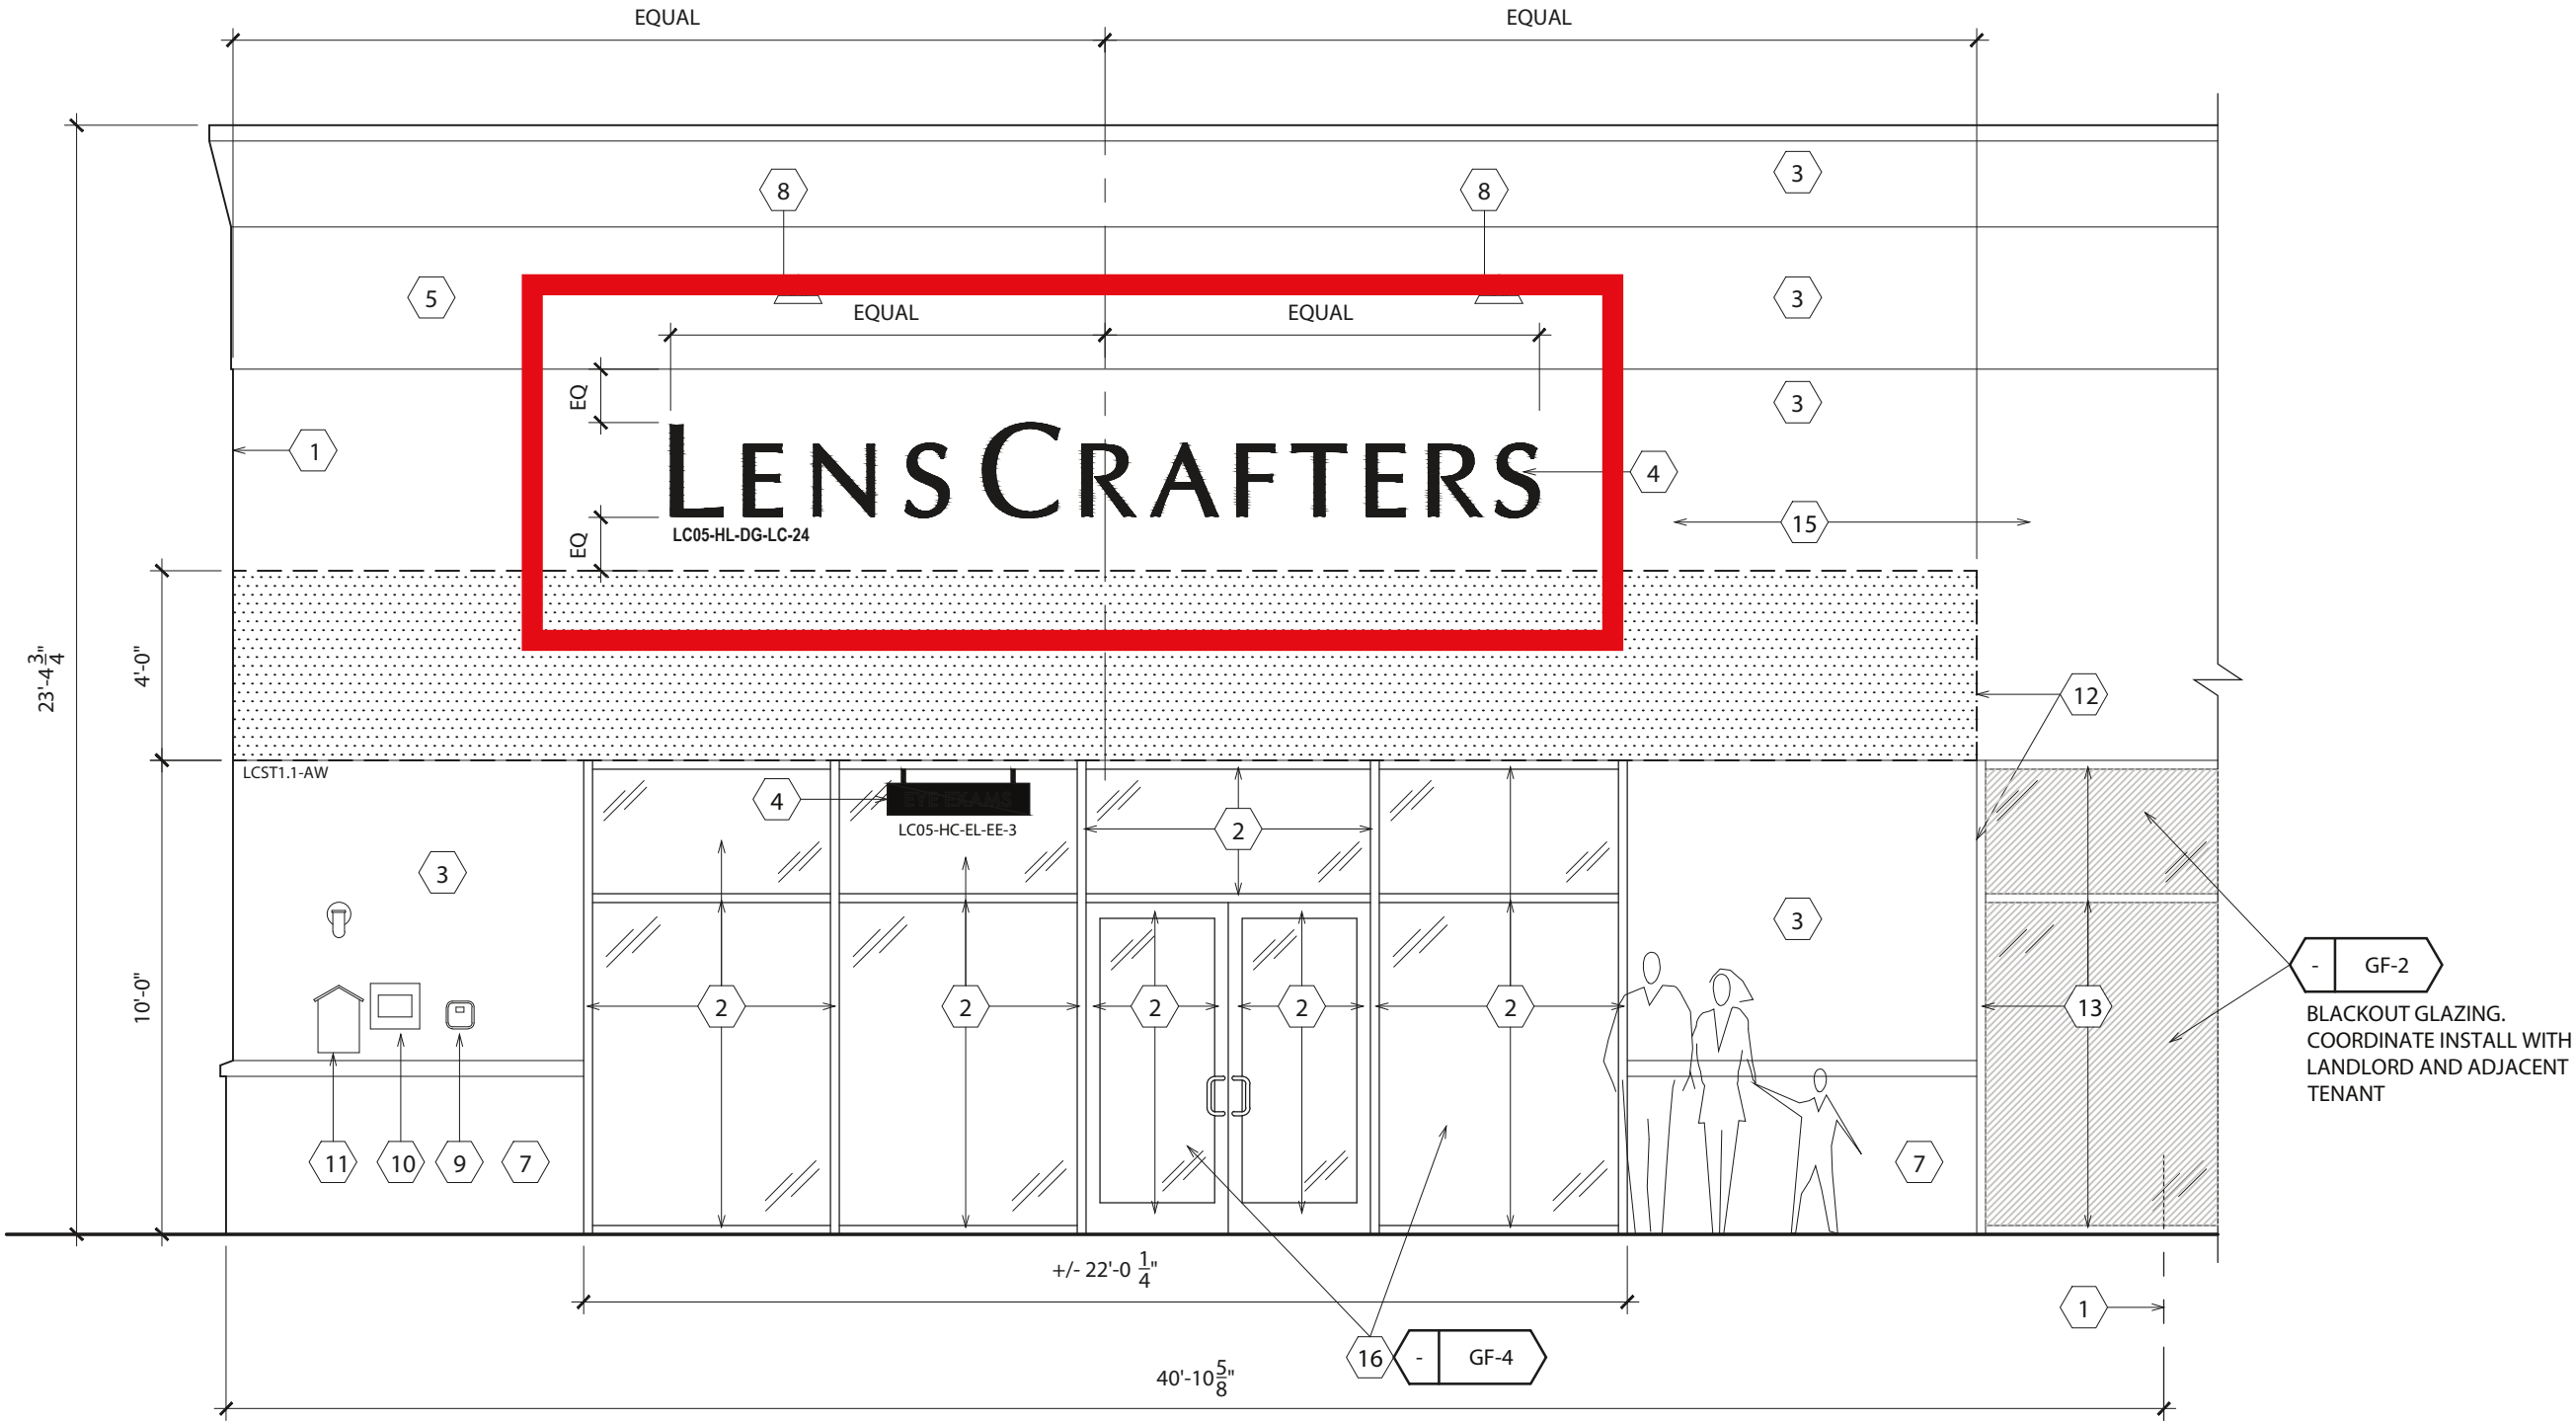 EQUAL
EQUAL
8
8
3
5
3
EQUAL
EQUAL
EQ
3
1
LENSCRAFTERS
4
LC05-HL-DG-LC-24
EQ
15
23'-4 3/4"
4'-0"
12
LCST1.1-AW
4
EYE EXAMS
LC05-HC-EL-EE-3
2
3
3
10'-0"
- GF-2
2
2
2
2
2
13
BLACKOUT GLAZING.
COORDINATE INSTALL WITH
LANDLORD AND ADJACENT
TENANT
11
10
9
7
7
+/- 22'-0 1/4"
1
16
- GF-4
40'-10 5/8"